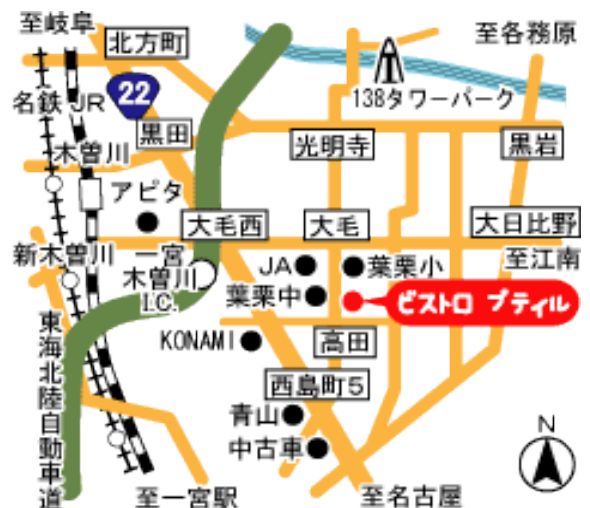 至岐阜
北方町
至各務原
22
名鉄 JR
138タワーパーク
黒田
光明寺
黒岩
木曽川
アピタ
大毛西
大毛
大日比野
新木曽川
一宮
木曽川
I.C.
JA
葉栗小
至江南
葉栗中
ビストロ プティル
KONAMI
高田
東海北陸自動車道
西島町5
青山
中古車
N
至一宮駅
至名古屋